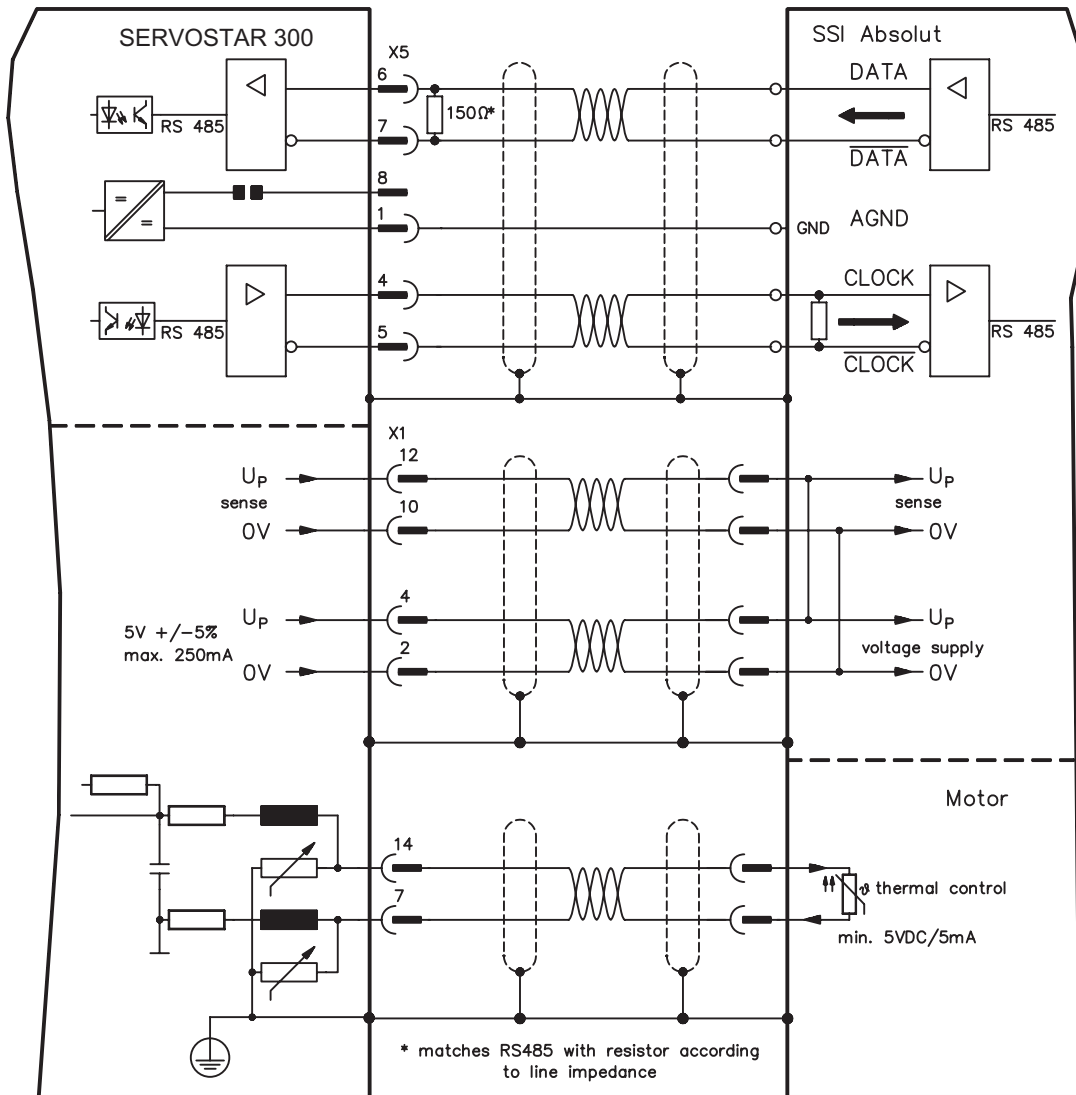 SERVOSTAR 300
X5
SSI Absolut
6
DATA
150Ω*
RS 485
7
DATA
RS 485
8
=
=
1
GND
AGND
4
CLOCK
RS 485
5
CLOCK
RS 485
X1
12
UP
sense
10
0V
UP
sense
0V
4
UP
5V +/-5%
max. 250mA
2
0V
UP
voltage supply
0V
Motor
14
7
ϑ thermal control
min. 5VDC/5mA
* matches RS485 with resistor according
to line impedance